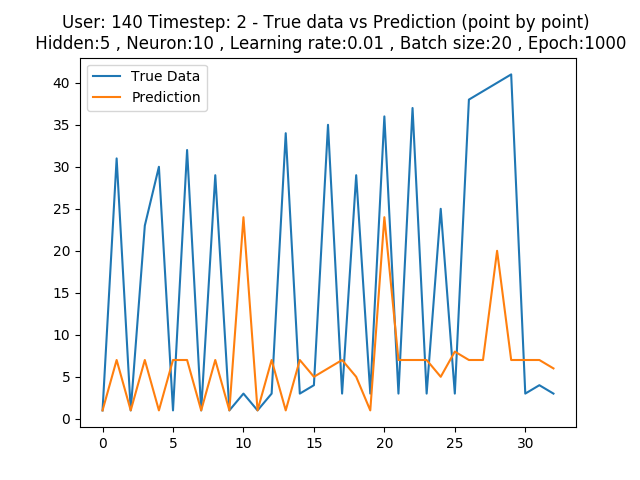 User: 140 Timestep: 2 - True data vs Prediction (point by point)
Hidden:5 , Neuron:10 , Learning rate:0.01 , Batch size:20 , Epoch:1000
True Data
Prediction
40
35
30
25
20
15
10
5
0
0 5 10 15 20 25 30